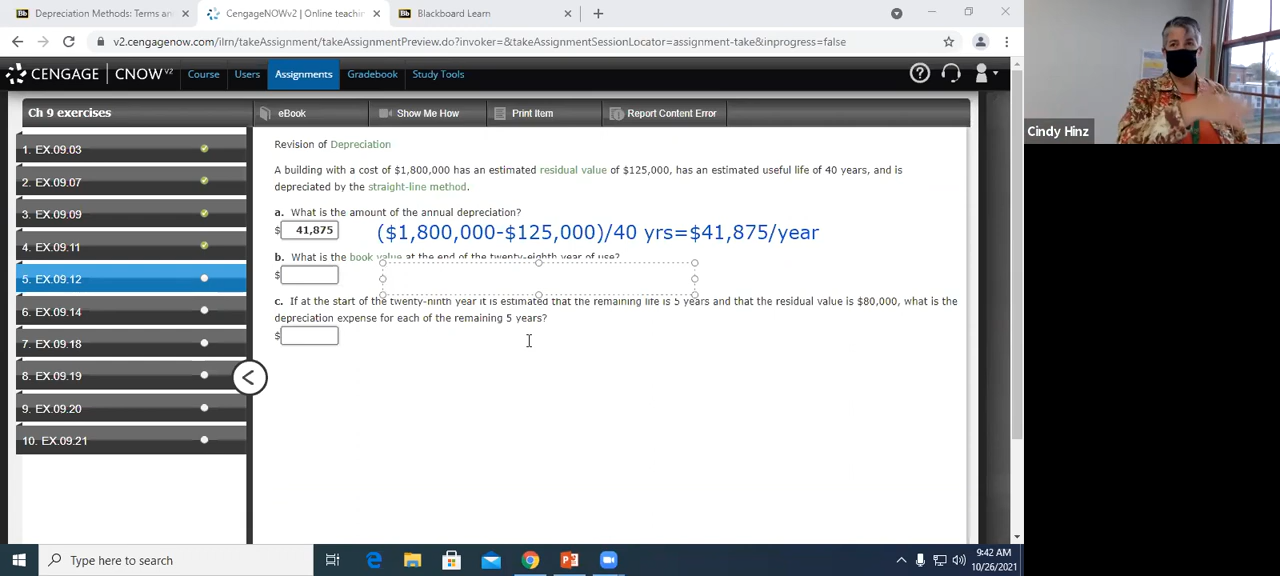 Depreciation Methods: Terms an
CengageNOWv2 | Online teachin
Blackboard Learn
v2.cengagenow.com/ilrn/takeAssignment/takeAssignmentPreview.do?invoker=&takeAssignmentSessionLocator=assignment-take&inprogress=false
CENGAGE | CNOWv2
Course
Users
Assignments
Gradebook
Study Tools
Ch 9 exercises
eBook
Show Me How
Print Item
Report Content Error
1. EX.09.03
2. EX.09.07
3. EX.09.09
4. EX.09.11
5. EX.09.12
6. EX.09.14
7. EX.09.18
8. EX.09.19
9. EX.09.20
10. EX.09.21
Revision of Depreciation
A building with a cost of $1,800,000 has an estimated residual value of $125,000, has an estimated useful life of 40 years, and is
depreciated by the straight-line method.
a. What is the amount of the annual depreciation?
$ 41,875
($1,800,000-$125,000)/40 yrs=$41,875/year
b. What is the book value at the end of the twenty-eighth year of use?
$
c. If at the start of the twenty-ninth year it is estimated that the remaining life is 5 years and that the residual value is $80,000, what is the
depreciation expense for each of the remaining 5 years?
$
Cindy Hinz
Type here to search
9:42 AM
10/26/2021